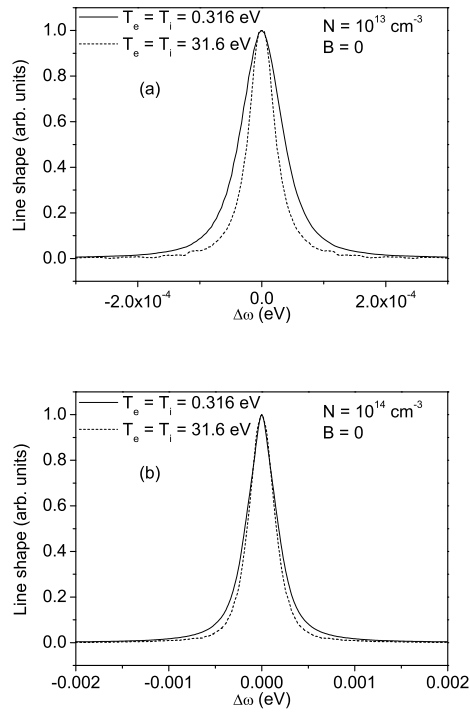 T_e = T_i = 0.316 eV
T_e = T_i = 31.6 eV
N = 10^13 cm^-3
B = 0
(a)
Line shape (arb. units)
1.0
0.8
0.6
0.4
0.2
0.0
-2.0x10^-4
0.0
2.0x10^-4
Δω (eV)
T_e = T_i = 0.316 eV
T_e = T_i = 31.6 eV
N = 10^14 cm^-3
B = 0
(b)
Line shape (arb. units)
1.0
0.8
0.6
0.4
0.2
0.0
-0.002
-0.001
0.000
0.001
0.002
Δω (eV)